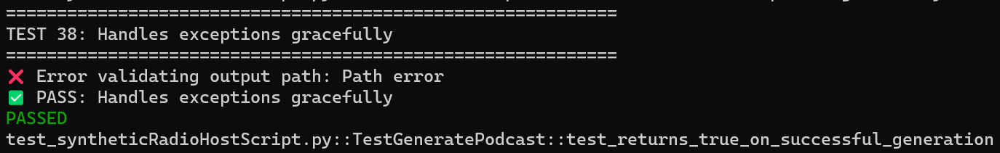 ============================================================
TEST 38: Handles exceptions gracefully
============================================================
❌ Error validating output path: Path error
✅ PASS: Handles exceptions gracefully
PASSED
test_syntheticRadioHostScript.py::TestGeneratePodcast::test_returns_true_on_successful_generation